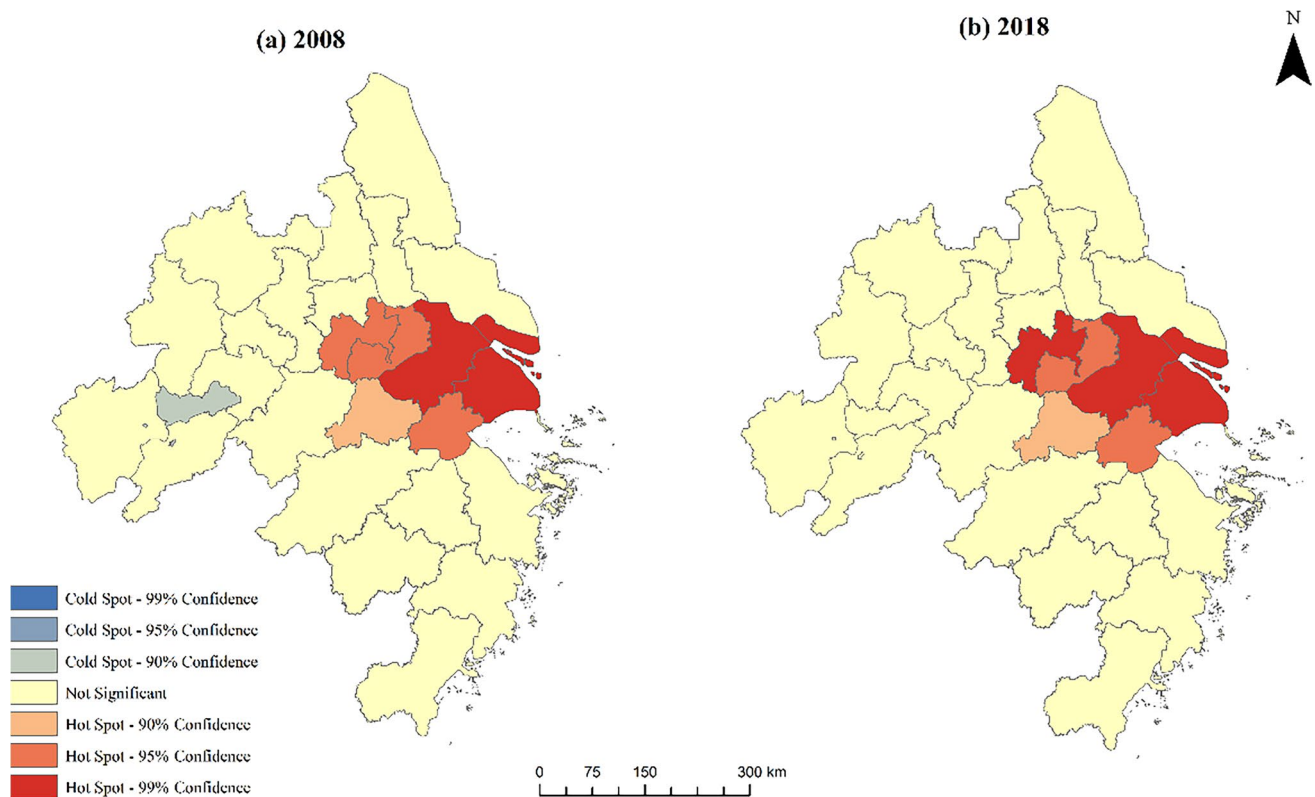 (a) 2008
(b) 2018
N
Cold Spot - 99% Confidence
Cold Spot - 95% Confidence
Cold Spot - 90% Confidence
Not Significant
Hot Spot - 90% Confidence
Hot Spot - 95% Confidence
Hot Spot - 99% Confidence
0 75 150 300 km